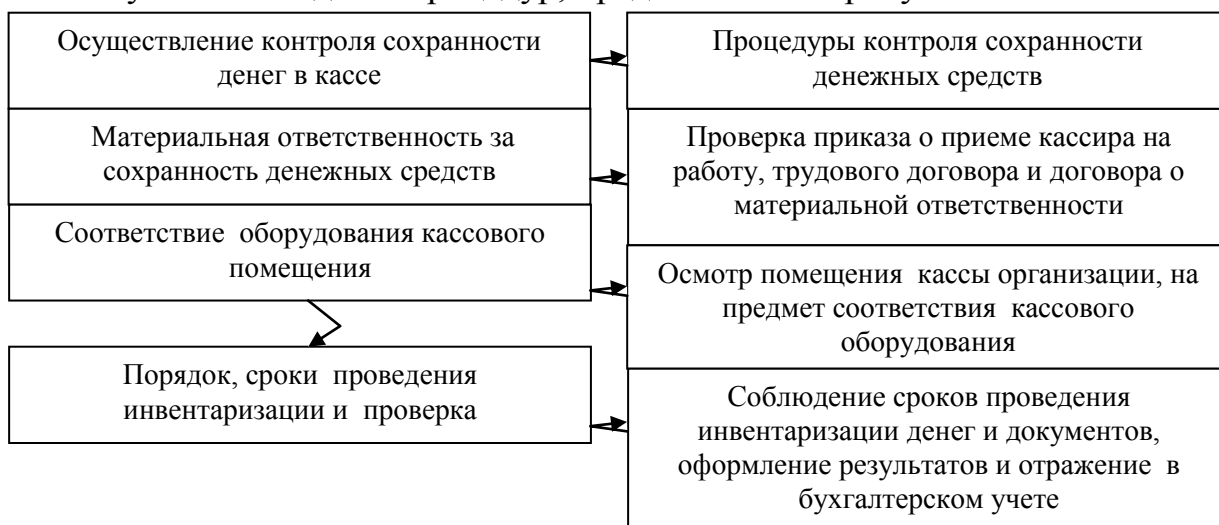 Осуществление контроля сохранности
денег в кассе
Процедуры контроля сохранности
денежных средств
Материальная ответственность за
сохранность денежных средств
Проверка приказа о приеме кассира на
работу, трудового договора и договора о
материальной ответственности
Соответствие оборудования кассового
помещения
Осмотр помещения кассы организации, на
предмет соответствия кассового
оборудования
Порядок, сроки проведения
инвентаризации и проверка
Соблюдение сроков проведения
инвентаризации денег и документов,
оформление результатов и отражение в
бухгалтерском учете